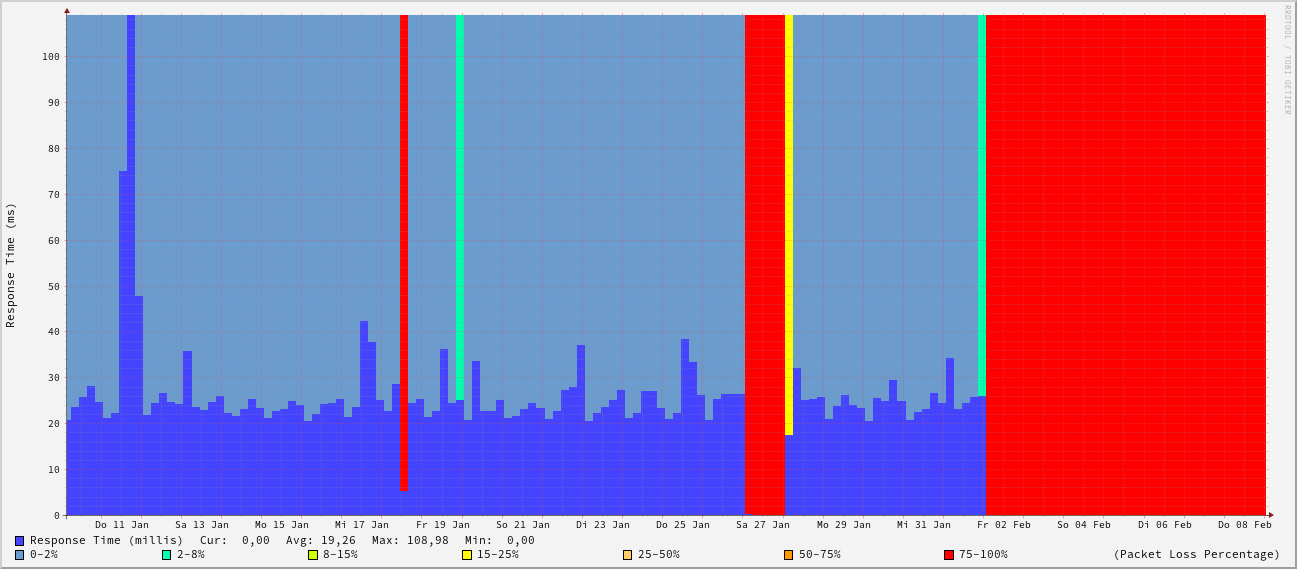 RRDTOOL / TOBI OETIKER
Response Time (ms)
100
90
80
70
60
50
40
30
20
10
0
Do 11 Jan Sa 13 Jan Mo 15 Jan Mi 17 Jan Fr 19 Jan So 21 Jan Di 23 Jan Do 25 Jan Sa 27 Jan Mo 29 Jan Mi 31 Jan Fr 02 Feb So 04 Feb Di 06 Feb Do 08 Feb
Response Time (millis) Cur: 0,00 Avg: 19,26 Max: 108,98 Min: 0,00
0-2% 2-8% 8-15% 15-25% 25-50% 50-75% 75-100% (Packet Loss Percentage)